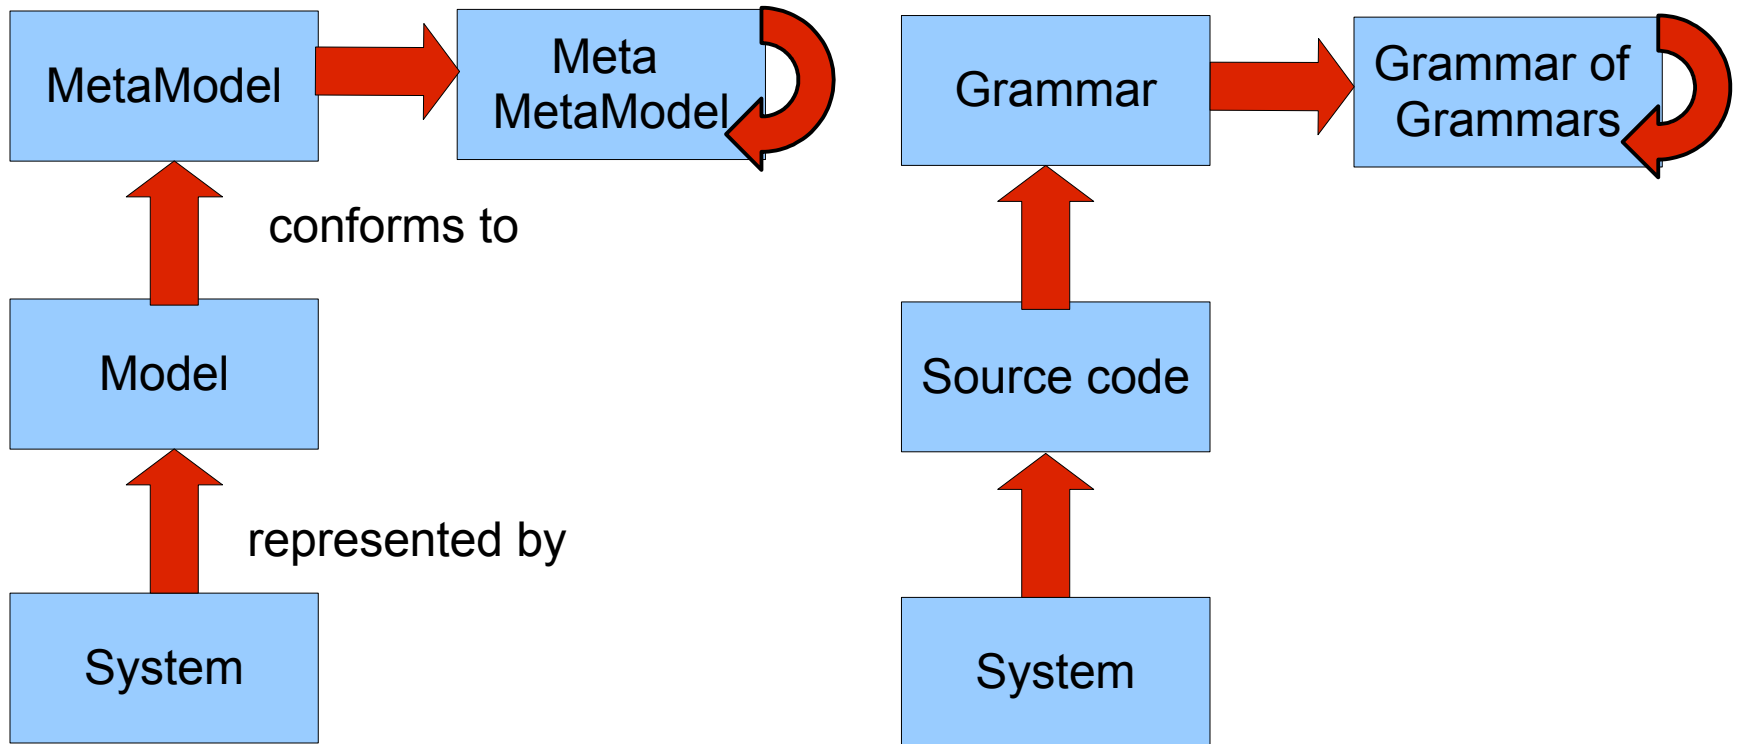 MetaModel
Meta
MetaModel
conforms to
Model
represented by
System
Grammar
Grammar of
Grammars
Source code
System